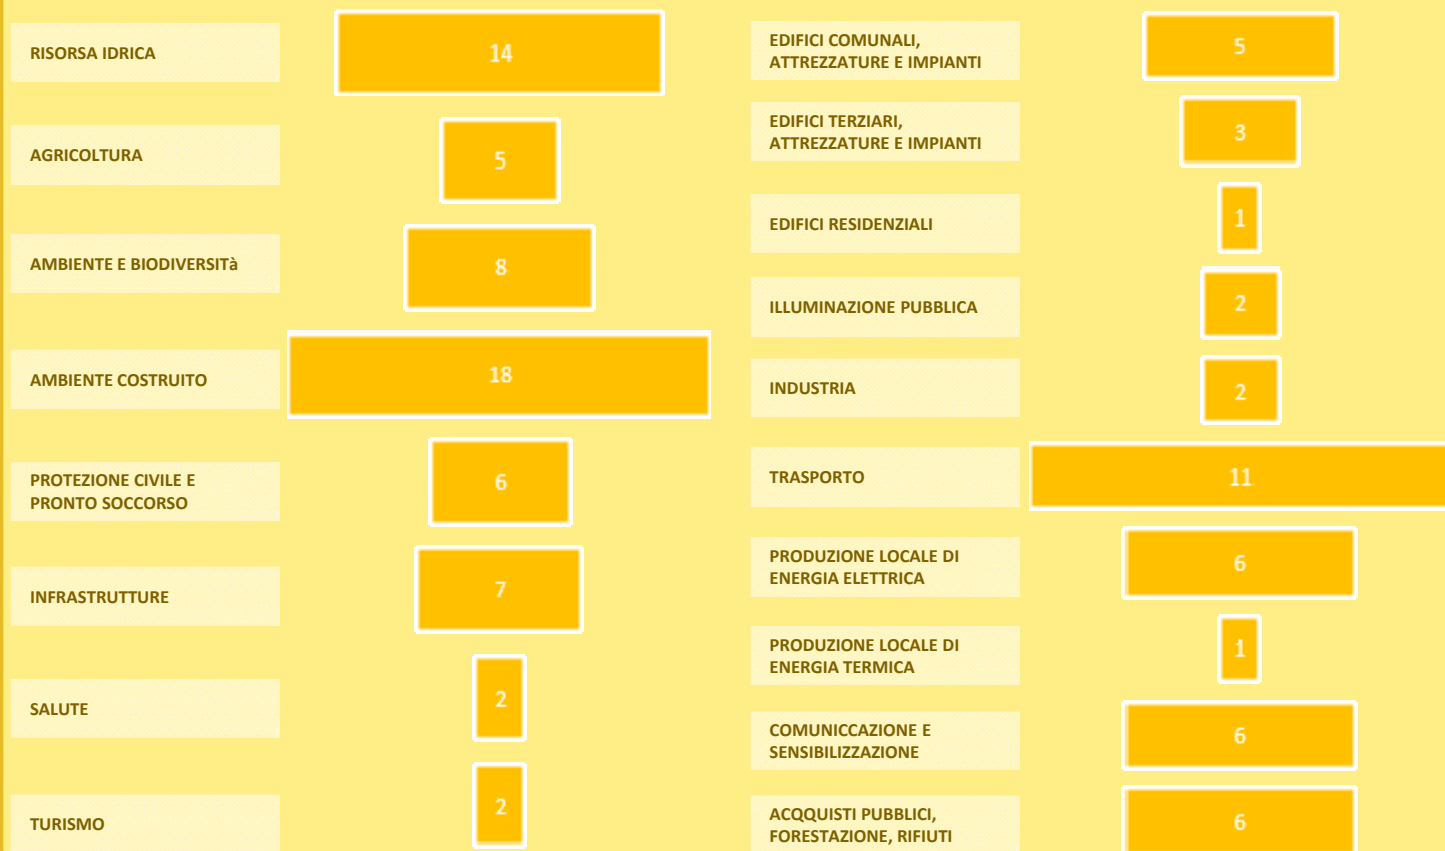 RISORSA IDRICA
14
AGRICOLTURA
5
AMBIENTE E BIODIVERSITà
8
AMBIENTE COSTRUITO
18
PROTEZIONE CIVILE E
PRONTO SOCCORSO
6
INFRASTRUTTURE
7
SALUTE
2
TURISMO
2
EDIFICI COMUNALI,
ATTREZZATURE E IMPIANTI
5
EDIFICI TERZIARI,
ATTREZZATURE E IMPIANTI
3
EDIFICI RESIDENZIALI
1
ILLUMINAZIONE PUBBLICA
2
INDUSTRIA
2
TRASPORTO
11
PRODUZIONE LOCALE DI
ENERGIA ELETTRICA
6
PRODUZIONE LOCALE DI
ENERGIA TERMICA
1
COMUNICCAZIONE E
SENSIBILIZZAZIONE
6
ACQQUISTI PUBBLICI,
FORESTAZIONE, RIFIUTI
6